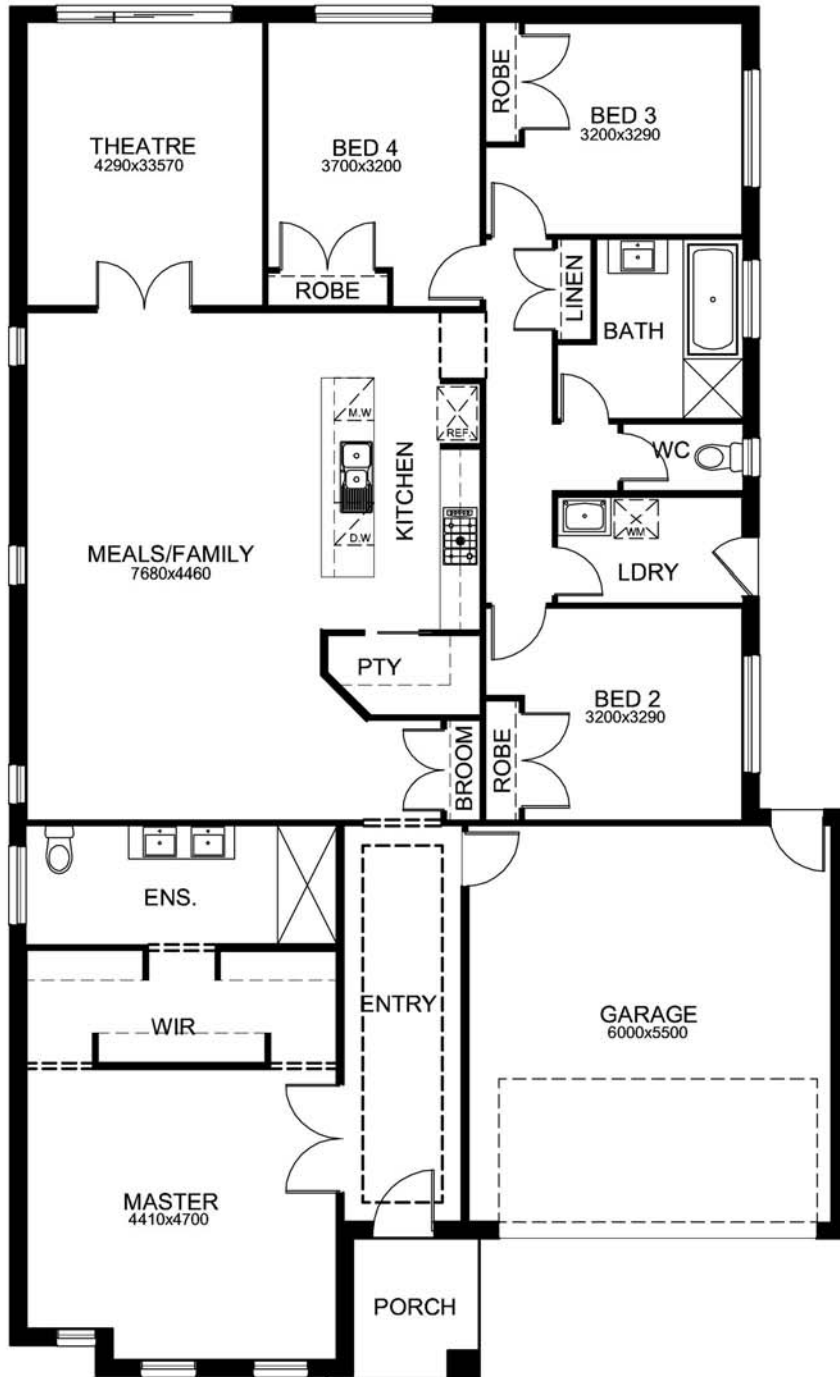 THEATRE
4290x33570
BED 4
3700x3200
ROBE
ROBE
BED 3
3200x3290
LINEN
BATH
WC
M.W
REF
KITCHEN
D.W
MEALS/FAMILY
7680x4460
WM
LDRY
PTY
BED 2
3200x3290
ROBE
BROOM
ENS.
WIR
ENTRY
GARAGE
6000x5500
MASTER
4410x4700
PORCH